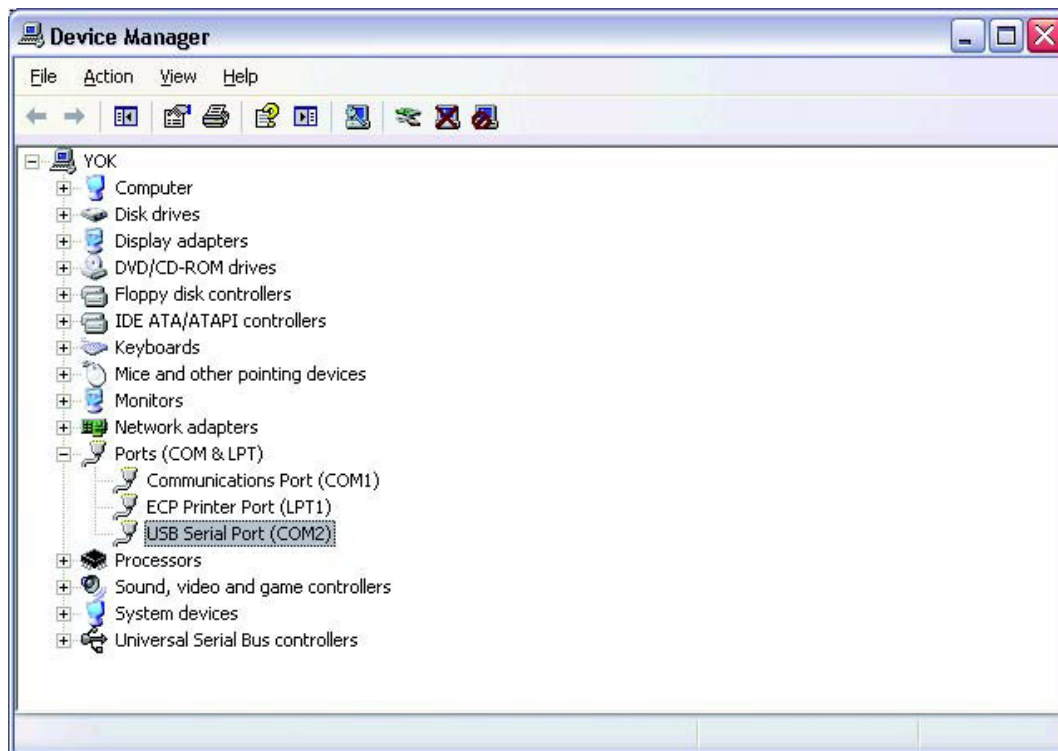 Device Manager
File Action View Help
YOK
Computer
Disk drives
Display adapters
DVD/CD-ROM drives
Floppy disk controllers
IDE ATA/ATAPI controllers
Keyboards
Mice and other pointing devices
Monitors
Network adapters
Ports (COM & LPT)
Communications Port (COM1)
ECP Printer Port (LPT1)
USB Serial Port (COM2)
Processors
Sound, video and game controllers
System devices
Universal Serial Bus controllers